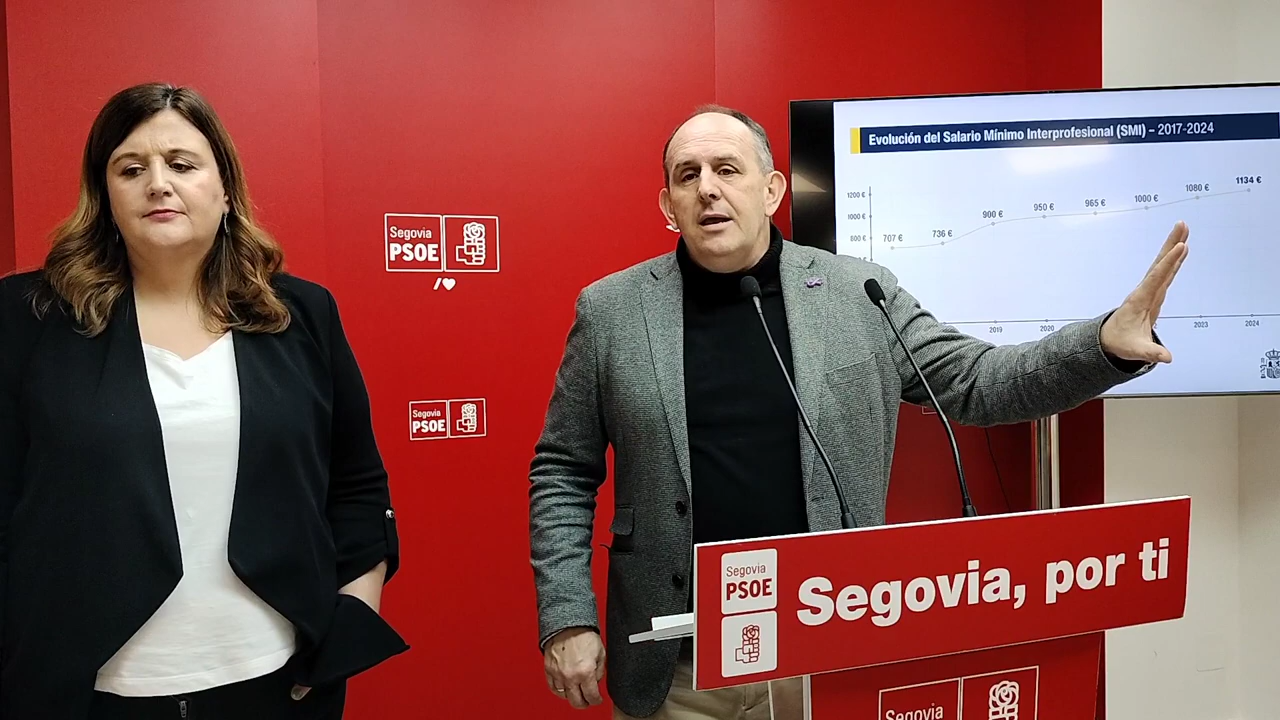 Segovia
PSOE
Segovia
PSOE
Evolución del Salario Mínimo Interprofesional (SMI) – 2017-2024
1200 €
1000 €
800 €
707 €
736 €
900 €
950 €
965 €
1000 €
1080 €
1134 €
2019
2020
2023
2024
Segovia
PSOE
Segovia, por ti
Segovia